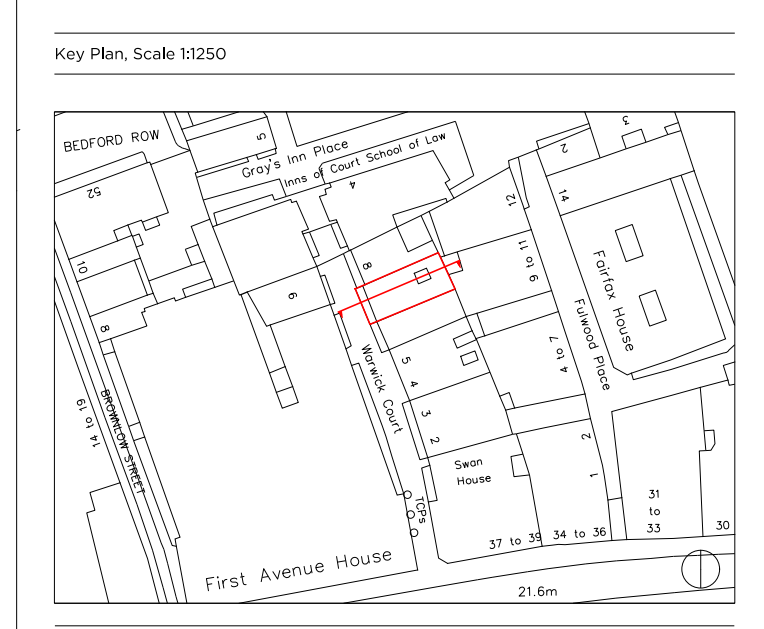 Key Plan, Scale 1:1250
BEDFORD ROW
52
5
Gray's Inn Place
Inns of Court School of Law
4
2
3
12
14
10
8
8
6
9 to 11
Fairfax House
Fulwood Place
4 to 7
Warwick Court
5
4
3
2
BROWNLOW STREET
14 to 19
Swan
House
2
1
TCPs
31
to
33
30
37 to 39
34 to 36
First Avenue House
21.6m